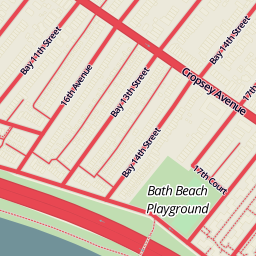 Bay 11th Street
16th Avenue
Bay 13th Street
Bay 14th Street
Cropsey Avenue
17th
Bay 14th Street
17th Court
Bath Beach
Playground